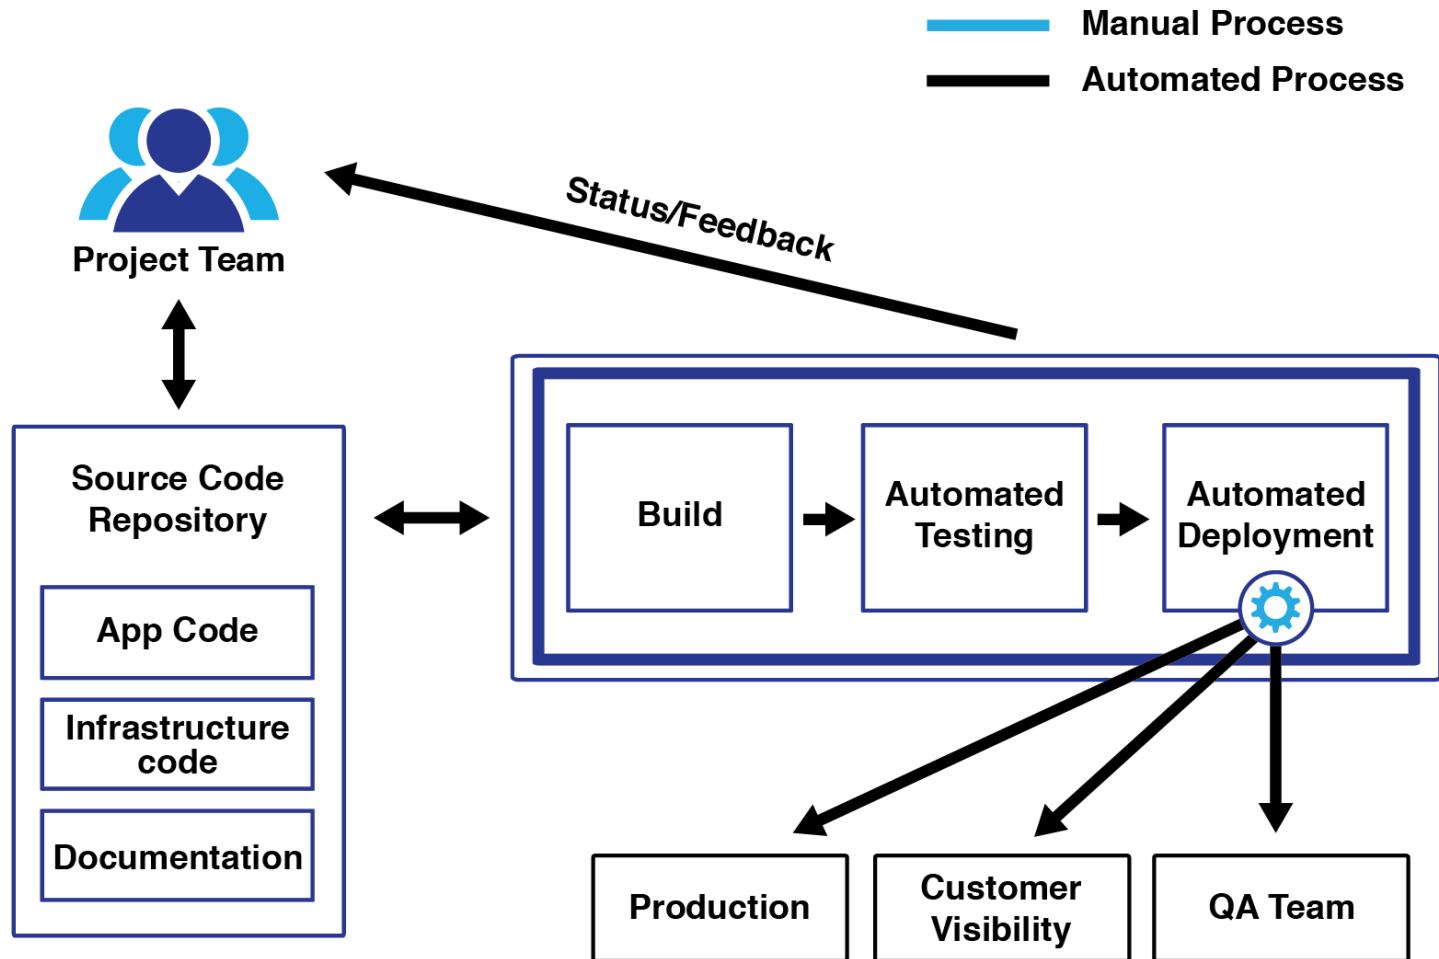 Manual Process
Automated Process
Project Team
Status/Feedback
Source Code
Repository
App Code
Infrastructure
code
Documentation
Build
Automated
Testing
Automated
Deployment
Production
Customer
Visibility
QA Team